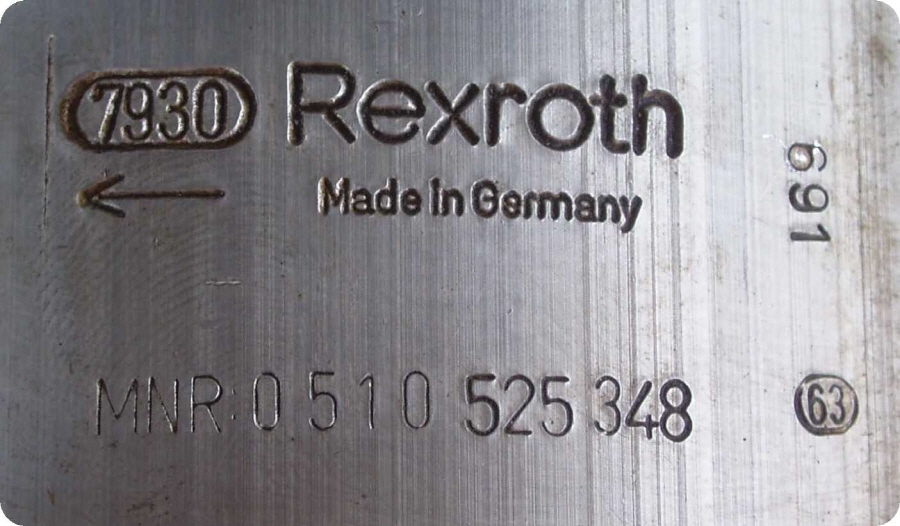 7930 Rexroth
Made in Germany
691
MNR: 0 510 525 348
63